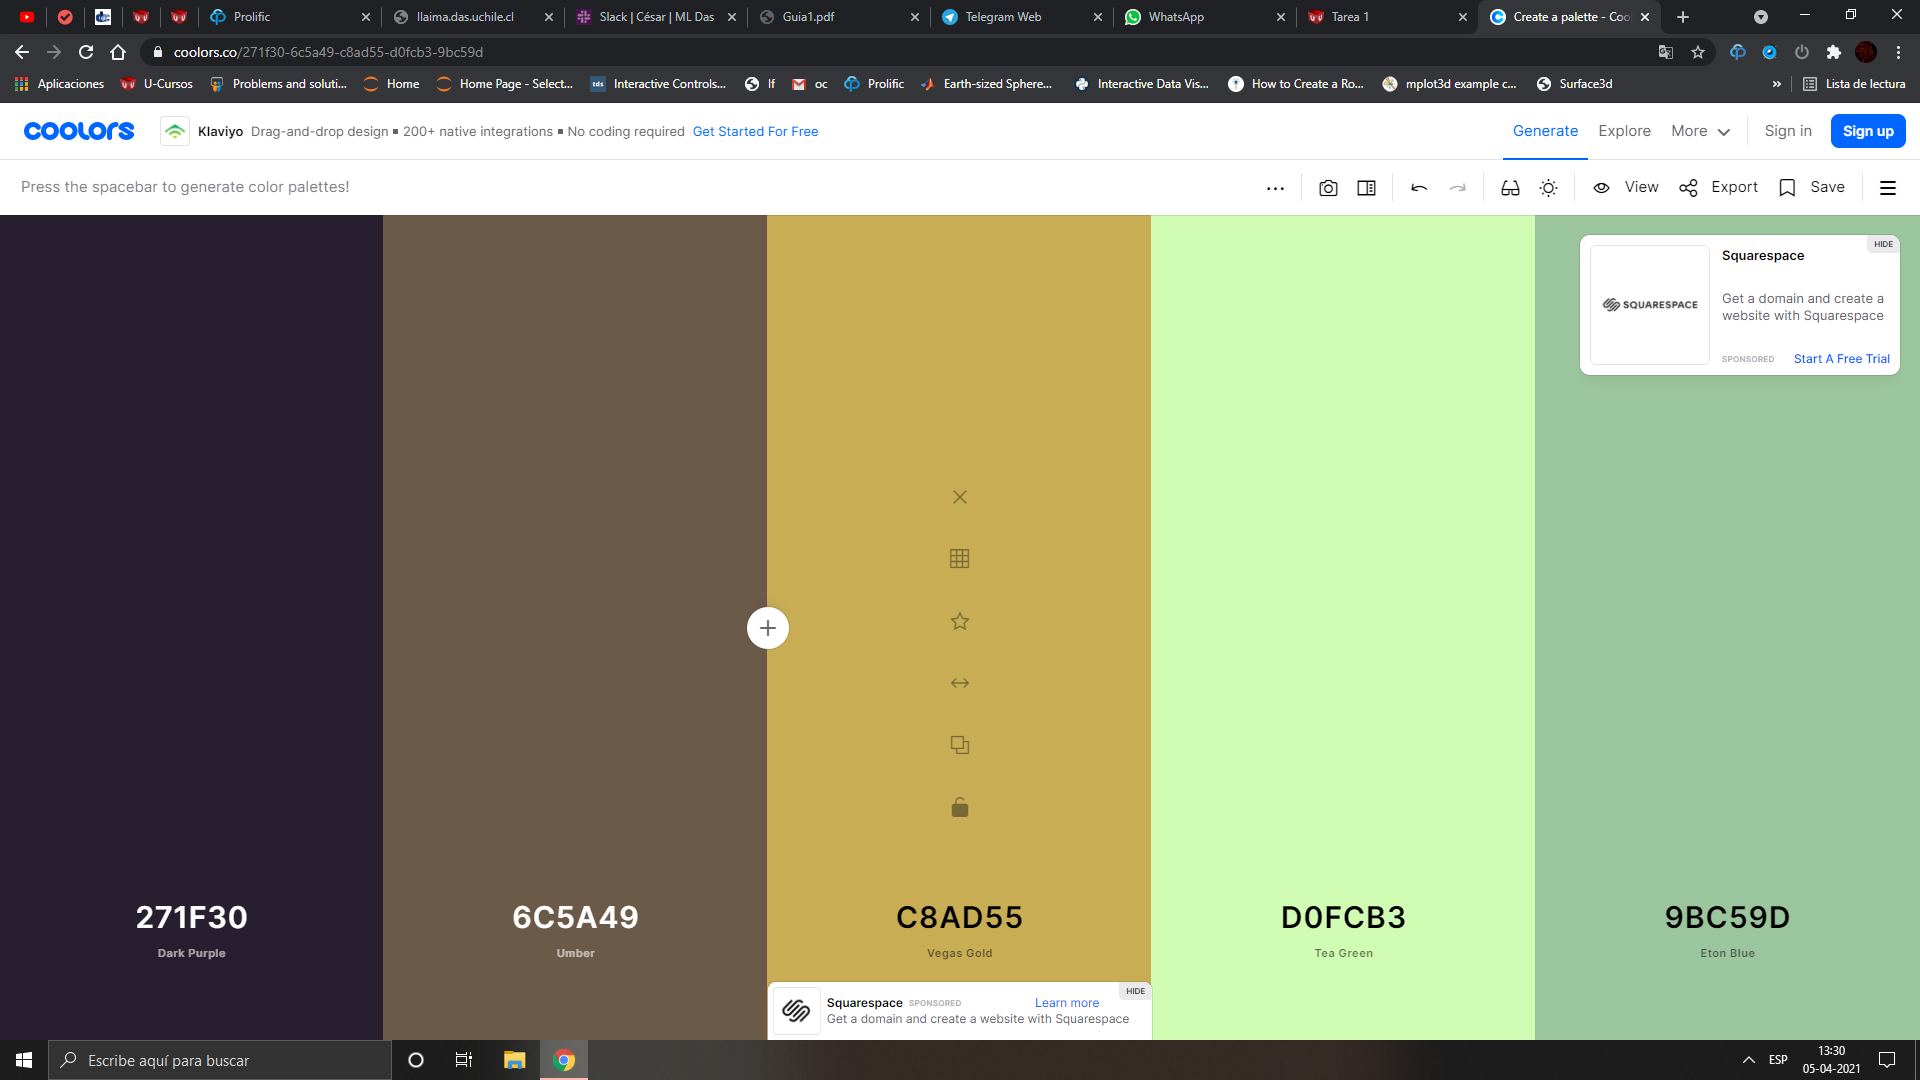 Prolific
llaima.das.uchile.cl
Slack | César | ML Das
Guia1.pdf
Telegram Web
WhatsApp
Tarea 1
Create a palette - Coo
coolors.co/271f30-6c5a49-c8ad55-d0fcb3-9bc59d
Aplicaciones
U-Cursos
Problems and soluti...
Home
Home Page - Select...
tds
Interactive Controls...
If
oc
Prolific
Earth-sized Sphere...
Interactive Data Vis...
How to Create a Ro...
mplot3d example c...
Surface3d
»
Lista de lectura
coolors
Klaviyo Drag-and-drop design ▪ 200+ native integrations ▪ No coding required Get Started For Free
Generate
Explore
More
Sign in
Sign up
Press the spacebar to generate color palettes!
View
Export
Save
HIDE
Squarespace
SQUARESPACE
Get a domain and create a
website with Squarespace
SPONSORED
Start A Free Trial
271F30
Dark Purple
6C5A49
Umber
C8AD55
Vegas Gold
D0FCB3
Tea Green
9BC59D
Eton Blue
HIDE
Squarespace SPONSORED
Learn more
Get a domain and create a website with Squarespace
Escribe aquí para buscar
ESP
13:30
05-04-2021